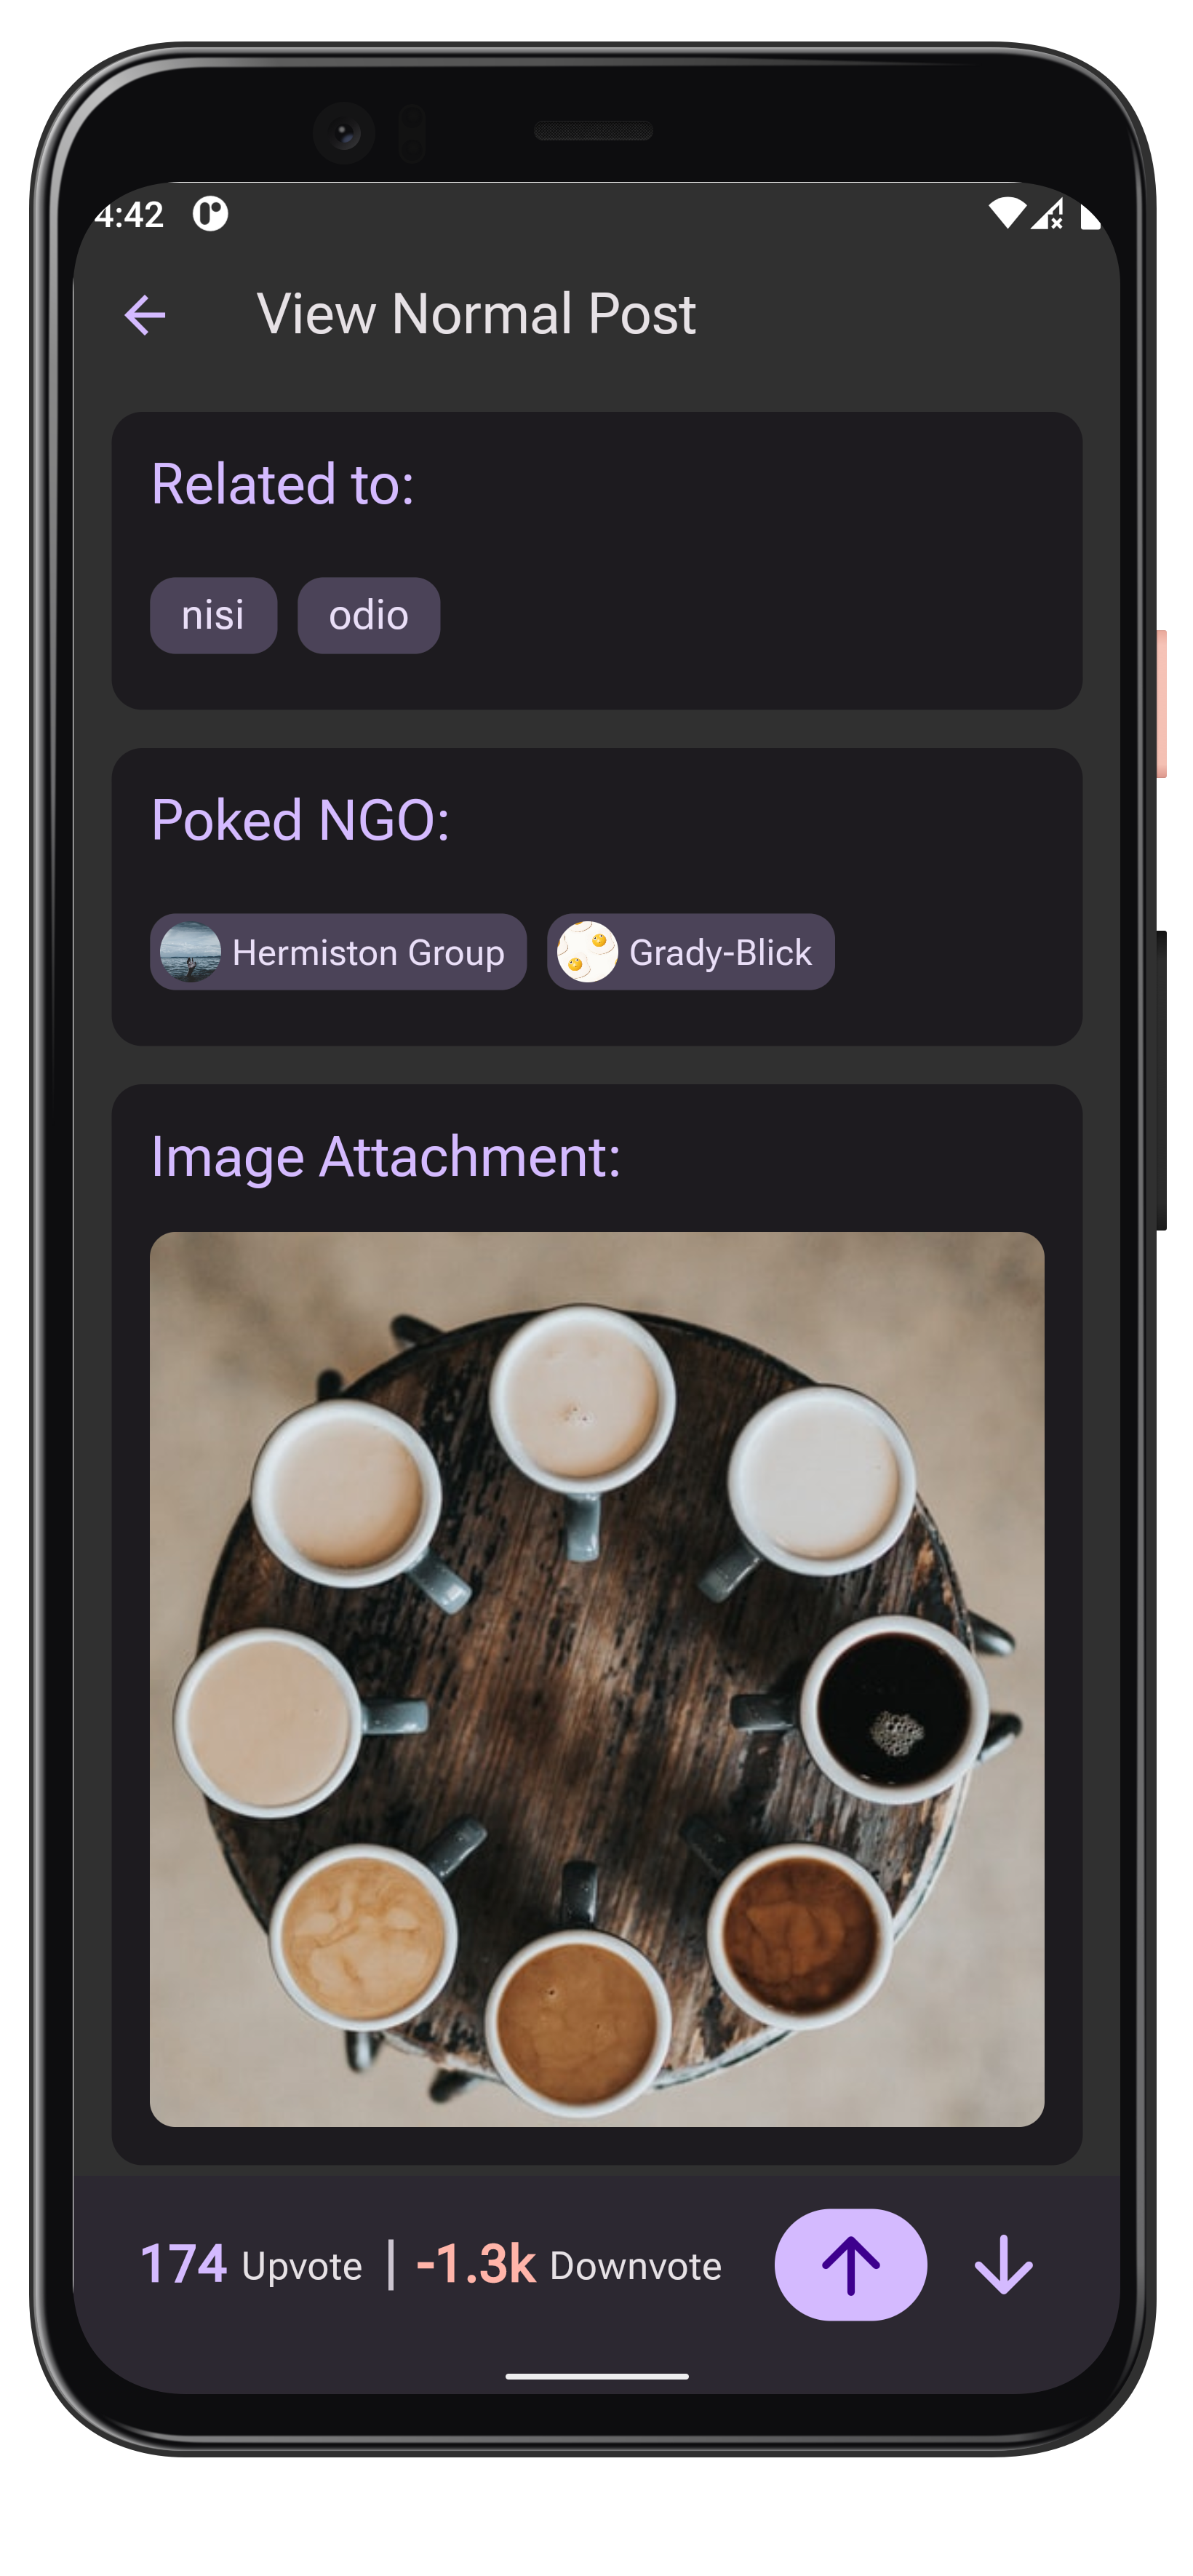 4:42
View Normal Post
Related to:
nisi odio
Poked NGO:
Hermiston Group Grady-Blick
Image Attachment:
174 Upvote | -1.3k Downvote